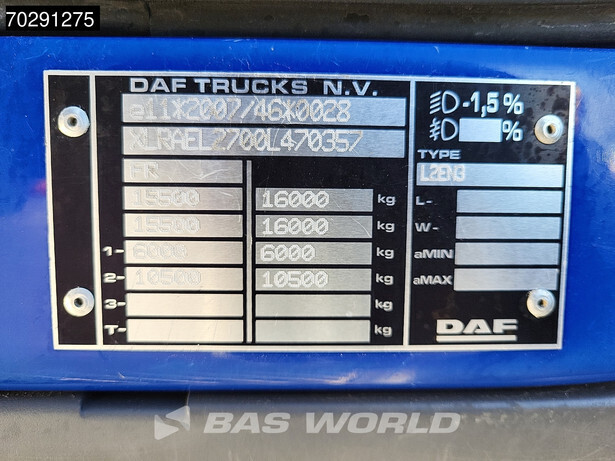 70291275
DAF TRUCKS N.V.
e11*2007/46*0028
XLRAEL2700L470357
-1,5%
%
FR
TYPE
L2EN3
15500 16000 kg
15500 16000 kg
1- 6000 6000 kg
2- 10500 10500 kg
3- kg
T- kg
L-
W-
aMIN
aMAX
DAF
BAS WORLD